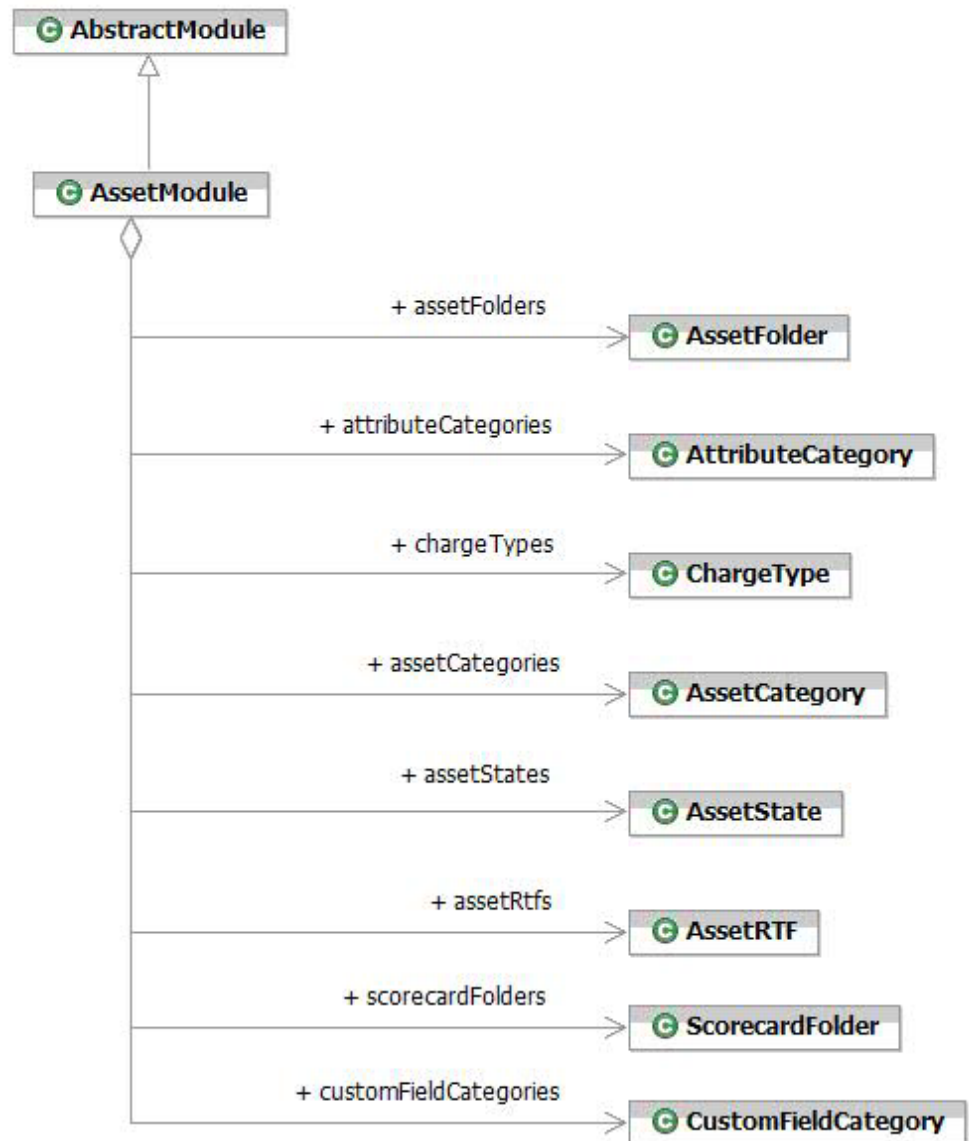 AbstractModule
AssetModule
+ assetFolders
AssetFolder
+ attributeCategories
AttributeCategory
+ chargeTypes
ChargeType
+ assetCategories
AssetCategory
+ assetStates
AssetState
+ assetRtfs
AssetRTF
+ scorecardFolders
ScorecardFolder
+ customFieldCategories
CustomFieldCategory